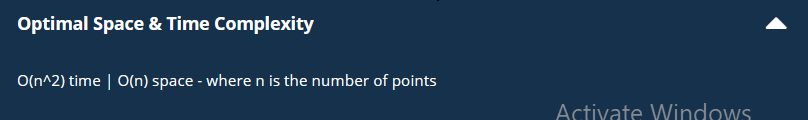 Optimal Space & Time Complexity
O(n^2) time | O(n) space - where n is the number of points
Activate Windows